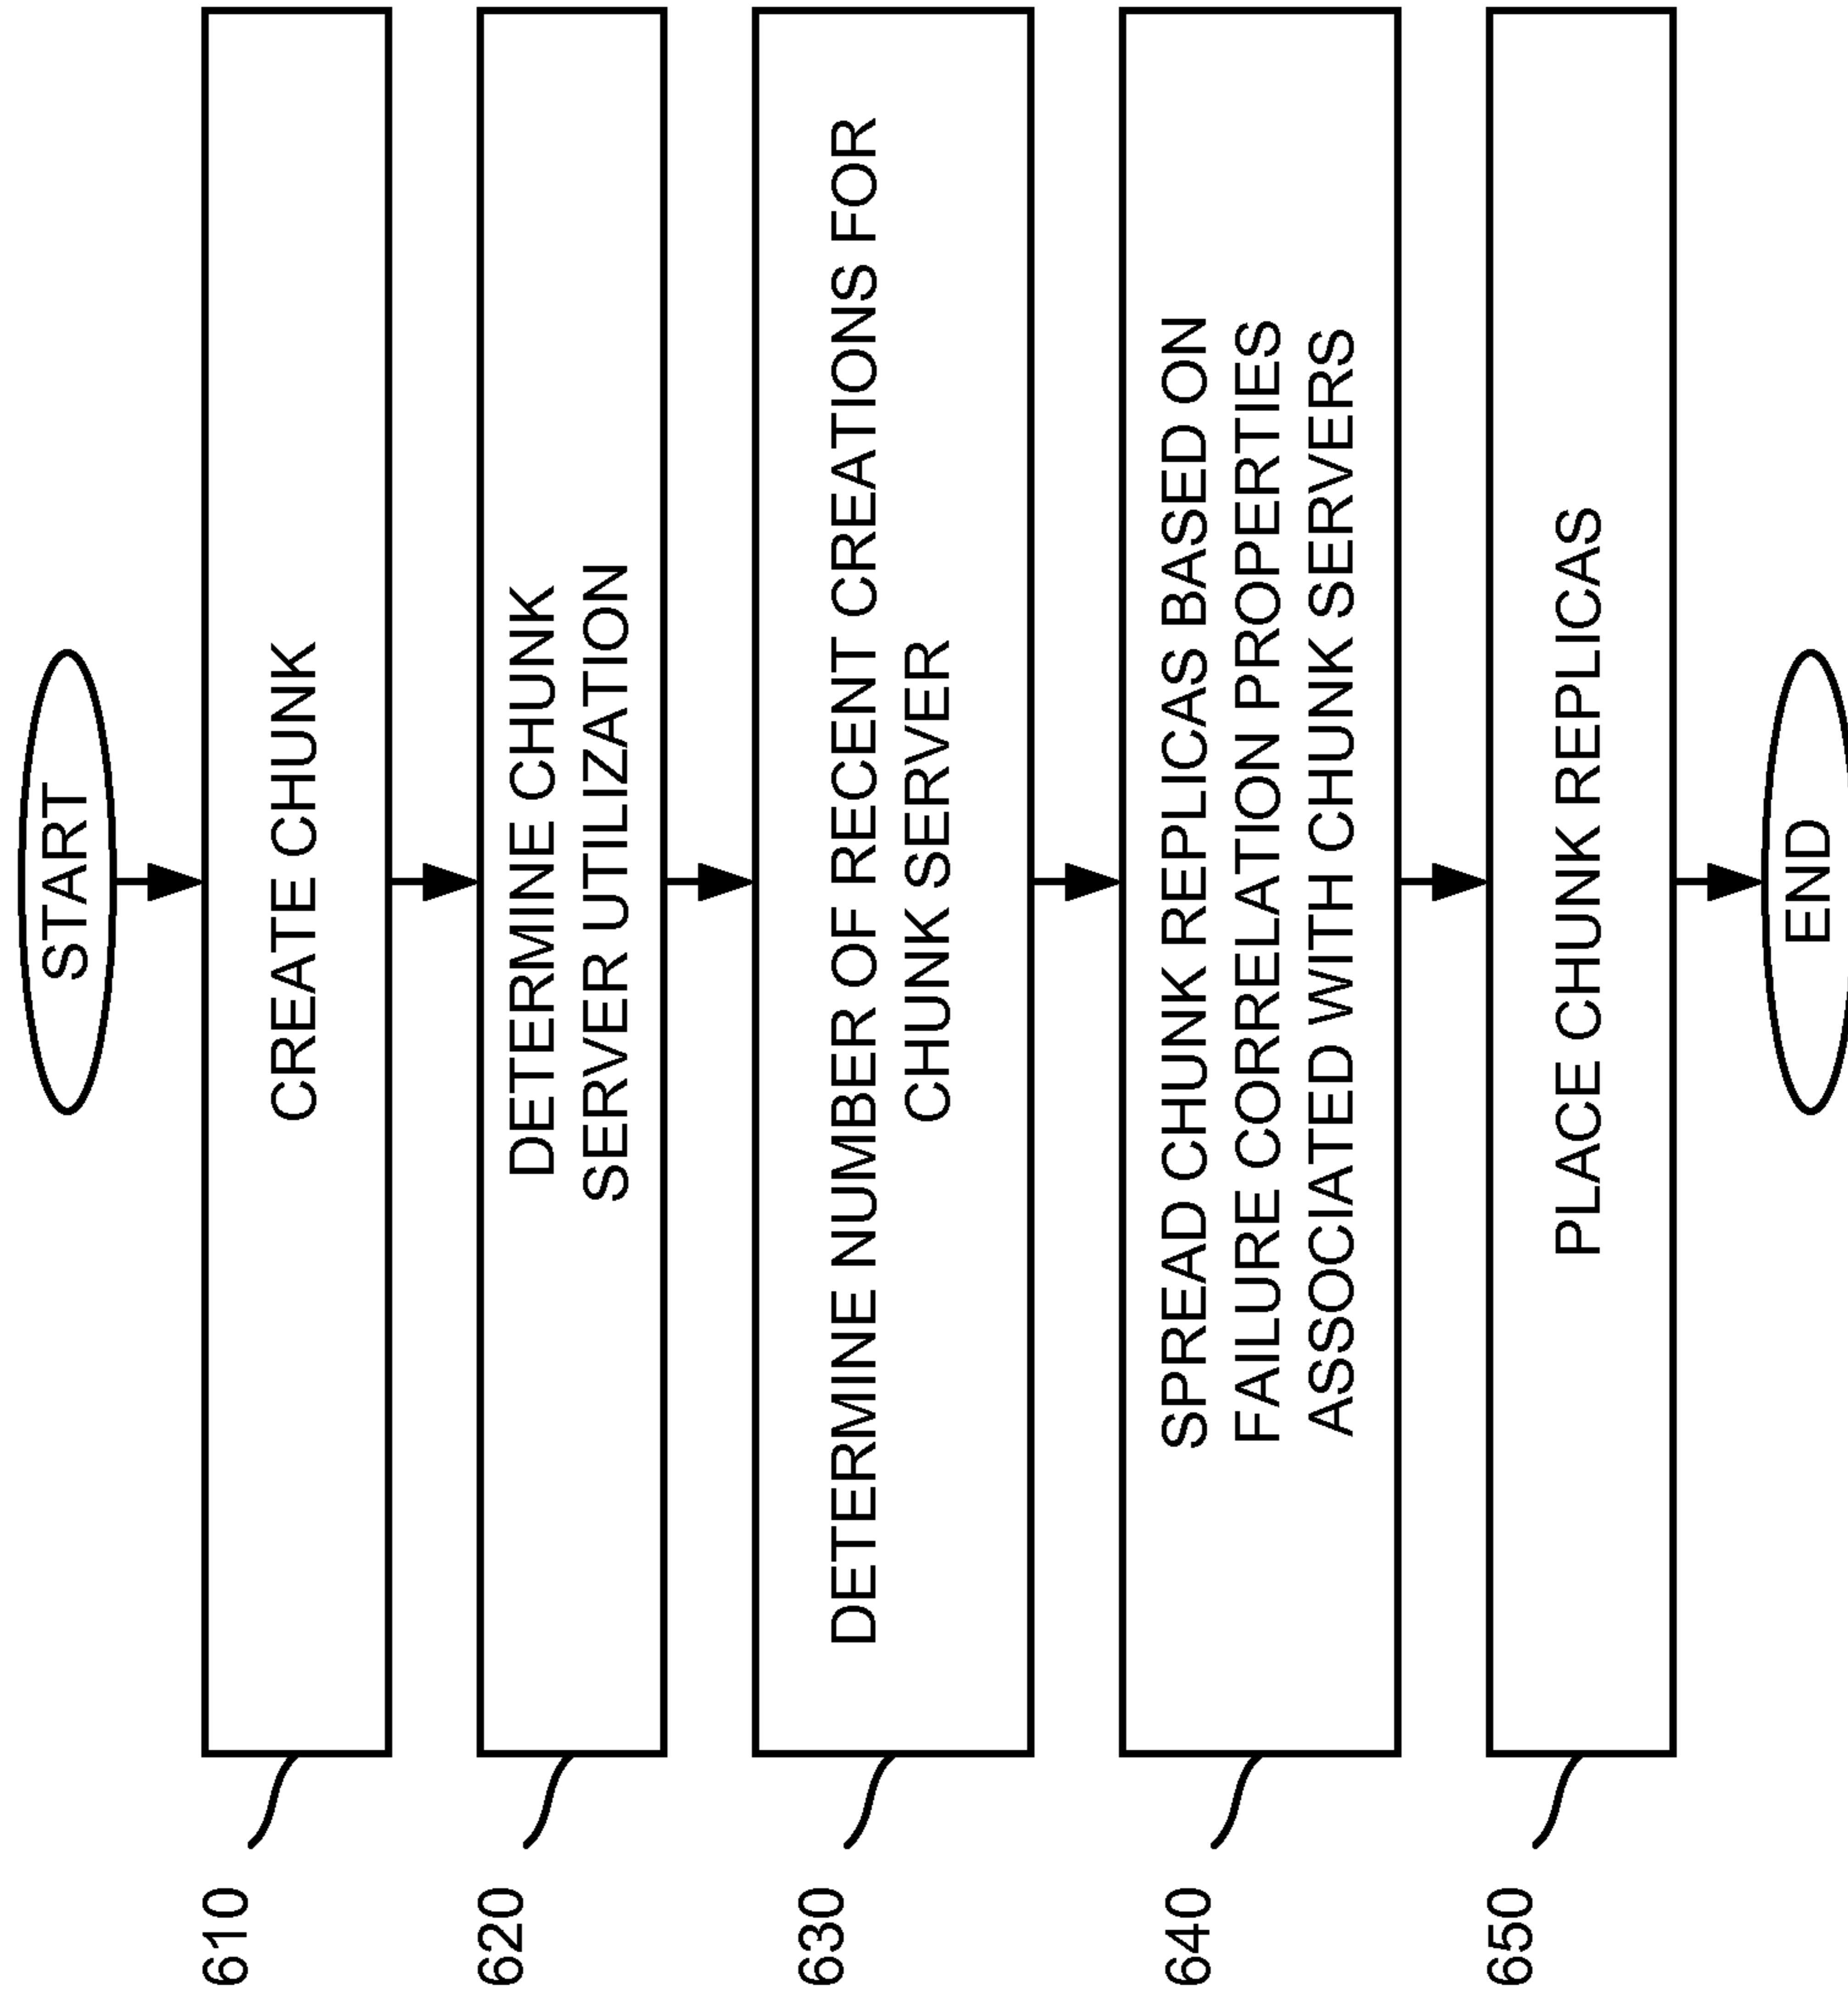 START
610
CREATE CHUNK
620
DETERMINE CHUNK
SERVER UTILIZATION
630
DETERMINE NUMBER OF RECENT CREATIONS FOR
CHUNK SERVER
640
SPREAD CHUNK REPLICAS BASED ON
FAILURE CORRELATION PROPERTIES
ASSOCIATED WITH CHUNK SERVERS
650
PLACE CHUNK REPLICAS
END